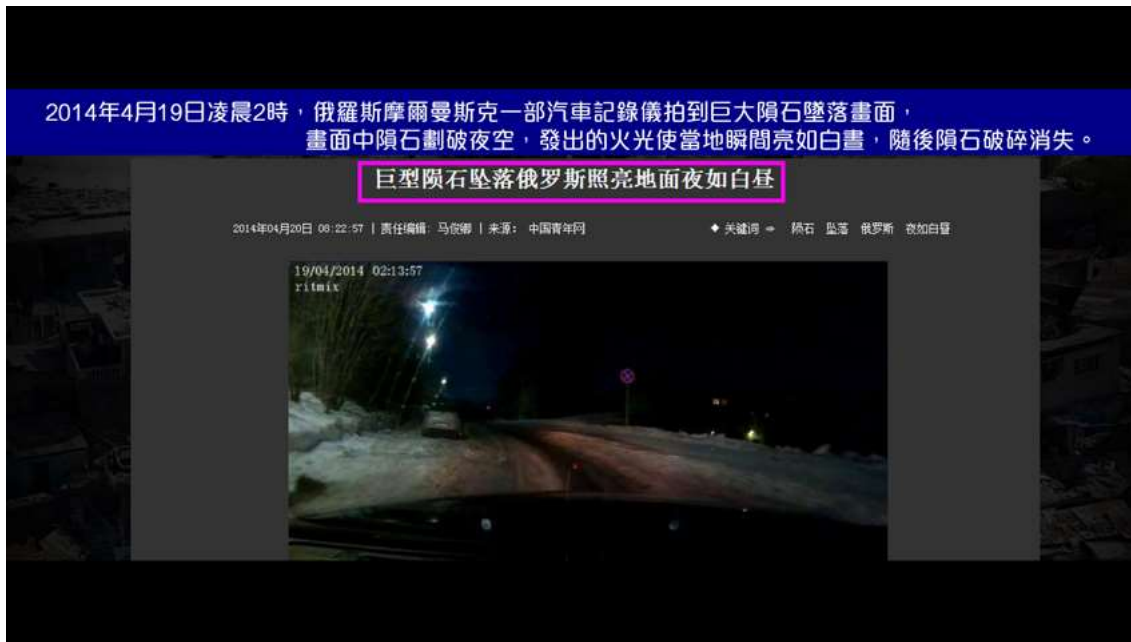 2014年4月19日凌晨2時，俄羅斯摩爾曼斯克一部汽車記錄儀拍到巨大隕石墜落畫面，
畫面中隕石劃破夜空，發出的火光使當地瞬間亮如白晝，隨後隕石破碎消失。
巨型陨石坠落俄罗斯照亮地面夜如白昼
2014年04月20日 08:22:57 | 责任编辑: 马俊卿 | 来源: 中国青年网 ◆ 关键词 陨石 坠落 俄罗斯 夜如白昼
19/04/2014 02:13:57
ritmix